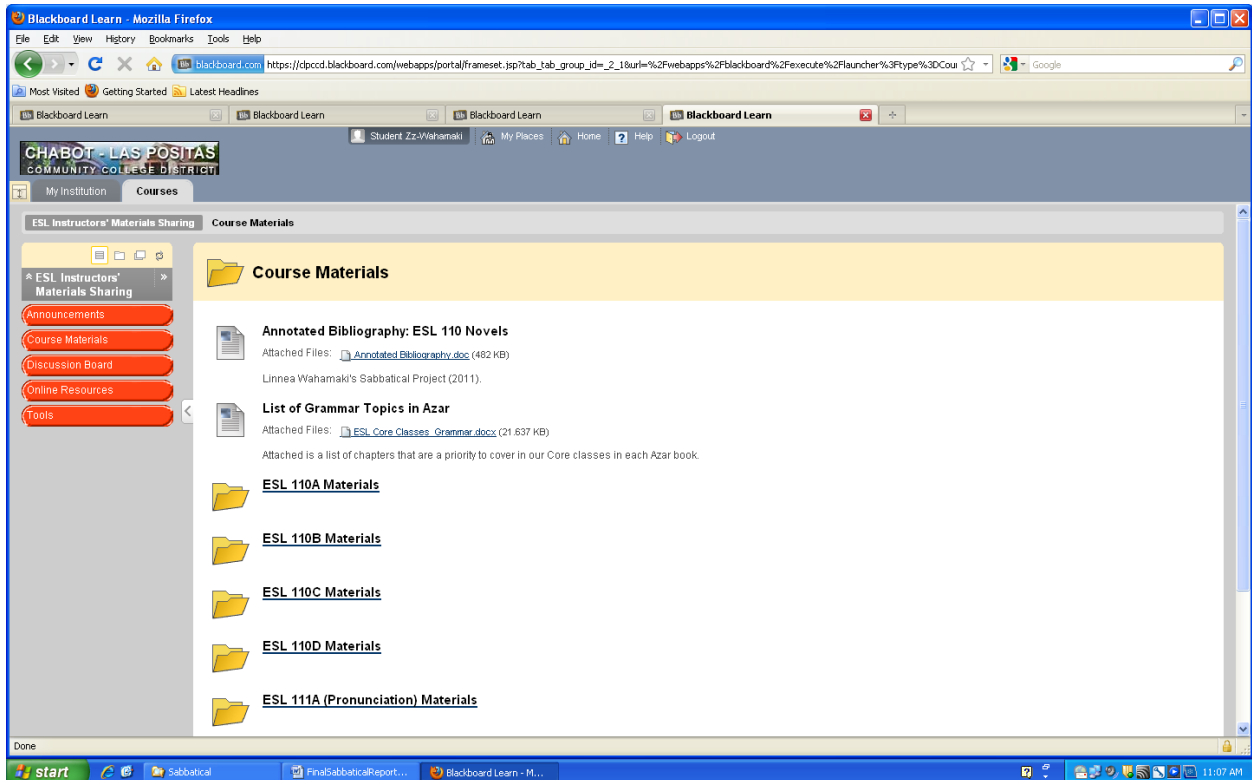 Blackboard Learn - Mozilla Firefox
File Edit View History Bookmarks Tools Help
blackboard.com https://clpccd.blackboard.com/webapps/portal/frameset.jsp?tab_tab_group_id=_2_1&url=%2Fwebapps%2Fblackboard%2Fexecute%2Flauncher%3Ftype%3DCour Google
Most Visited Getting Started Latest Headlines
Blackboard Learn Blackboard Learn Blackboard Learn Blackboard Learn
Student Zz-Wahamaki My Places Home Help Logout
CHABOT - LAS POSITAS
COMMUNITY COLLEGE DISTRICT
My Institution Courses
ESL Instructors' Materials Sharing Course Materials
ESL Instructors' Materials Sharing
Announcements
Course Materials
Discussion Board
Online Resources
Tools
Course Materials
Annotated Bibliography: ESL 110 Novels
Attached Files: Annotated Bibliography.doc (482 KB)
Linnea Wahamaki's Sabbatical Project (2011).
List of Grammar Topics in Azar
Attached Files: ESL Core Classes_Grammar.docx (21.637 KB)
Attached is a list of chapters that are a priority to cover in our Core classes in each Azar book.
ESL 110A Materials
ESL 110B Materials
ESL 110C Materials
ESL 110D Materials
ESL 111A (Pronunciation) Materials
Done
start Sabbatical FinalSabbaticalReport... Blackboard Learn - M... 11:07 AM